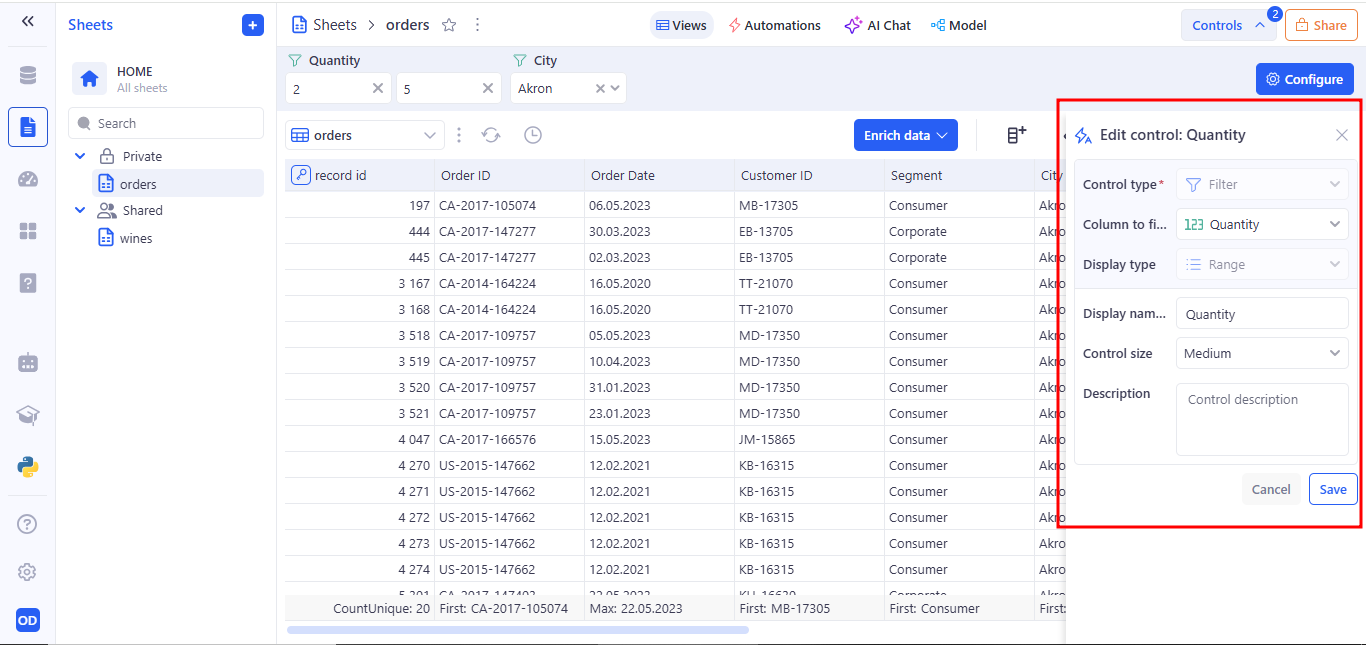 Sheets
HOME
All sheets
Search
Private
orders
Shared
wines
OD
Sheets > orders
Views
Automations
AI Chat
Model
Controls
2
Share
Quantity
City
2
5
Akron
Configure
orders
Enrich data
record id Order ID Order Date Customer ID Segment City
197 CA-2017-105074 06.05.2023 MB-17305 Consumer Akro
444 CA-2017-147277 30.03.2023 EB-13705 Corporate Akro
445 CA-2017-147277 02.03.2023 EB-13705 Corporate Akro
3 167 CA-2014-164224 16.05.2020 TT-21070 Consumer Akro
3 168 CA-2014-164224 16.05.2020 TT-21070 Consumer Akro
3 518 CA-2017-109757 05.05.2023 MD-17350 Consumer Akro
3 519 CA-2017-109757 10.04.2023 MD-17350 Consumer Akro
3 520 CA-2017-109757 31.01.2023 MD-17350 Consumer Akro
3 521 CA-2017-109757 23.01.2023 MD-17350 Consumer Akro
4 047 CA-2017-166576 15.05.2023 JM-15865 Consumer Akro
4 270 US-2015-147662 12.02.2021 KB-16315 Consumer Akro
4 271 US-2015-147662 12.02.2021 KB-16315 Consumer Akro
4 272 US-2015-147662 12.02.2021 KB-16315 Consumer Akro
4 273 US-2015-147662 12.02.2021 KB-16315 Consumer Akro
4 274 US-2015-147662 12.02.2021 KB-16315 Consumer Akro
CountUnique: 20 First: CA-2017-105074 Max: 22.05.2023 First: MB-17305 First: Consumer First:
Edit control: Quantity
Control type* Filter
Column to fi... 123 Quantity
Display type Range
Display nam... Quantity
Control size Medium
Description Control description
Cancel
Save